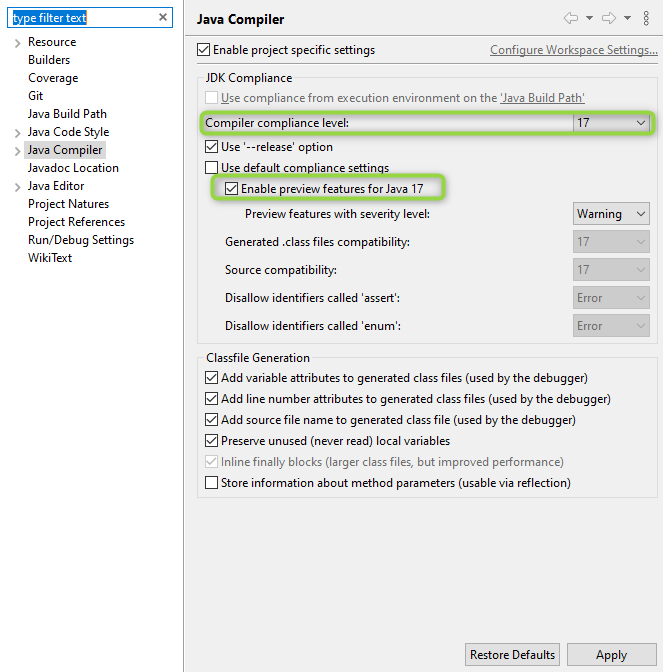 type filter text
Resource
Builders
Coverage
Git
Java Build Path
Java Code Style
Java Compiler
Javadoc Location
Java Editor
Project Natures
Project References
Run/Debug Settings
WikiText
Java Compiler
Enable project specific settings Configure Workspace Settings...
JDK Compliance
Use compliance from execution environment on the 'Java Build Path'
Compiler compliance level: 17
Use '--release' option
Use default compliance settings
Enable preview features for Java 17
Preview features with severity level: Warning
Generated .class files compatibility: 17
Source compatibility: 17
Disallow identifiers called 'assert': Error
Disallow identifiers called 'enum': Error
Classfile Generation
Add variable attributes to generated class files (used by the debugger)
Add line number attributes to generated class files (used by the debugger)
Add source file name to generated class file (used by the debugger)
Preserve unused (never read) local variables
Inline finally blocks (larger class files, but improved performance)
Store information about method parameters (usable via reflection)
Restore Defaults Apply